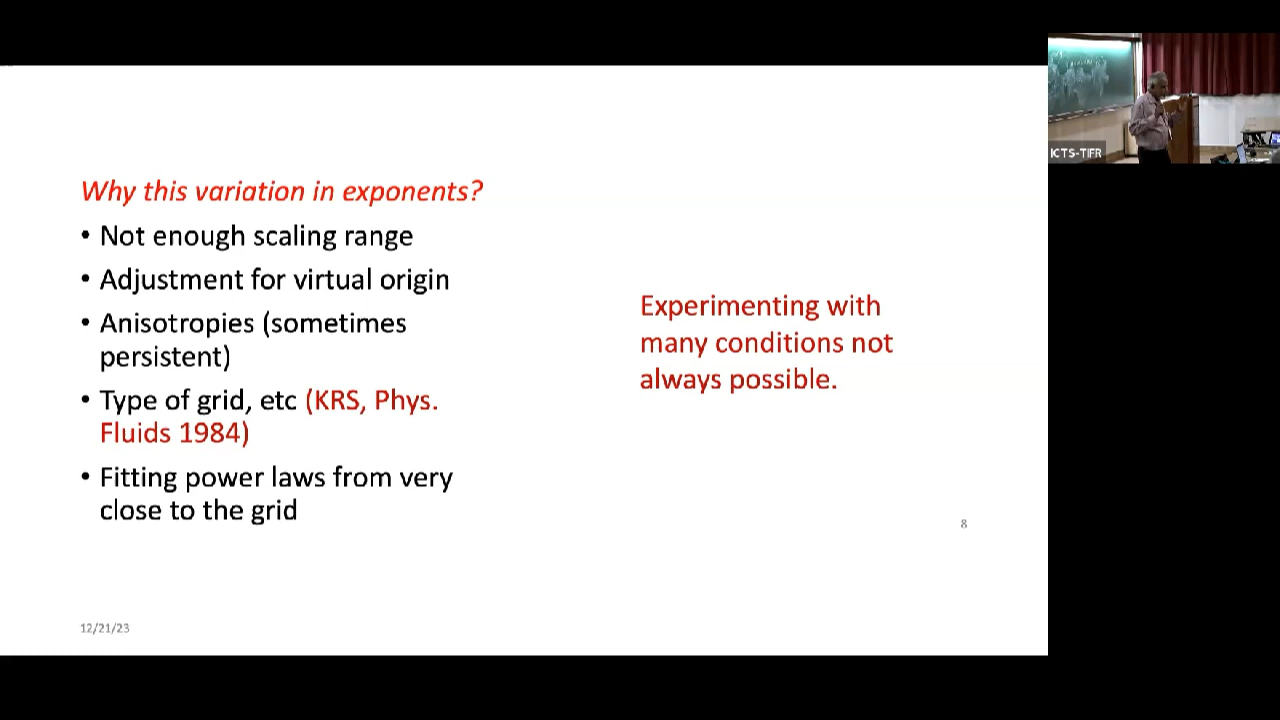 Why this variation in exponents?
• Not enough scaling range
• Adjustment for virtual origin
• Anisotropies (sometimes
persistent)
• Type of grid, etc (KRS, Phys.
Fluids 1984)
• Fitting power laws from very
close to the grid
Experimenting with
many conditions not
always possible.
8
12/21/23
ICTS-TIFR